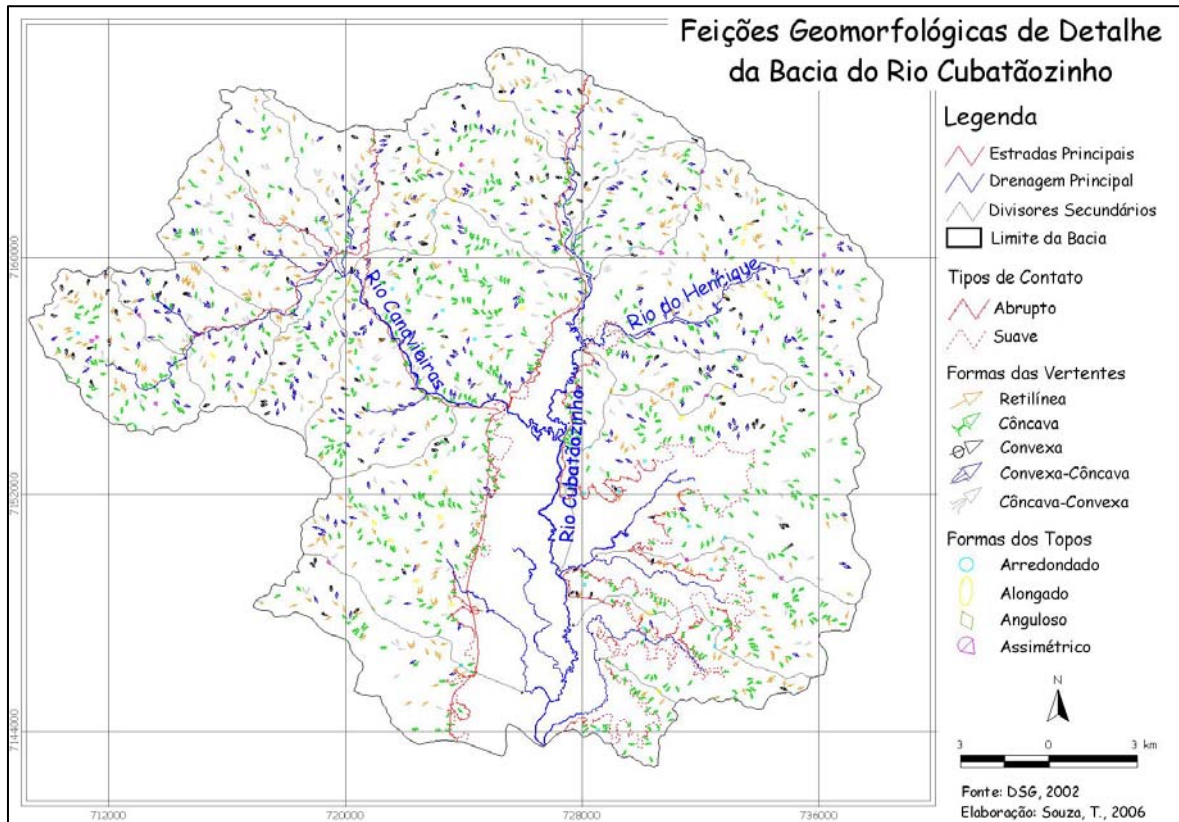 Feições Geomorfológicas de Detalhe
da Bacia do Rio Cubatãozinho
Legenda
Estradas Principais
Drenagem Principal
Divisores Secundários
Limite da Bacia
Tipos de Contato
Abrupto
Suave
Formas das Vertentes
Retilínea
Côncava
Convexa
Convexa-Côncava
Côncava-Convexa
Formas dos Topos
Arredondado
Alongado
Anguloso
Assimétrico
N
3 0 3 km
Fonte: DSG, 2002
Elaboração: Souza, T., 2006
Rio Canavieiras
Rio do Henrique
Rio Cubatãozinho
7160000
7152000
7144000
712000
720000
728000
736000